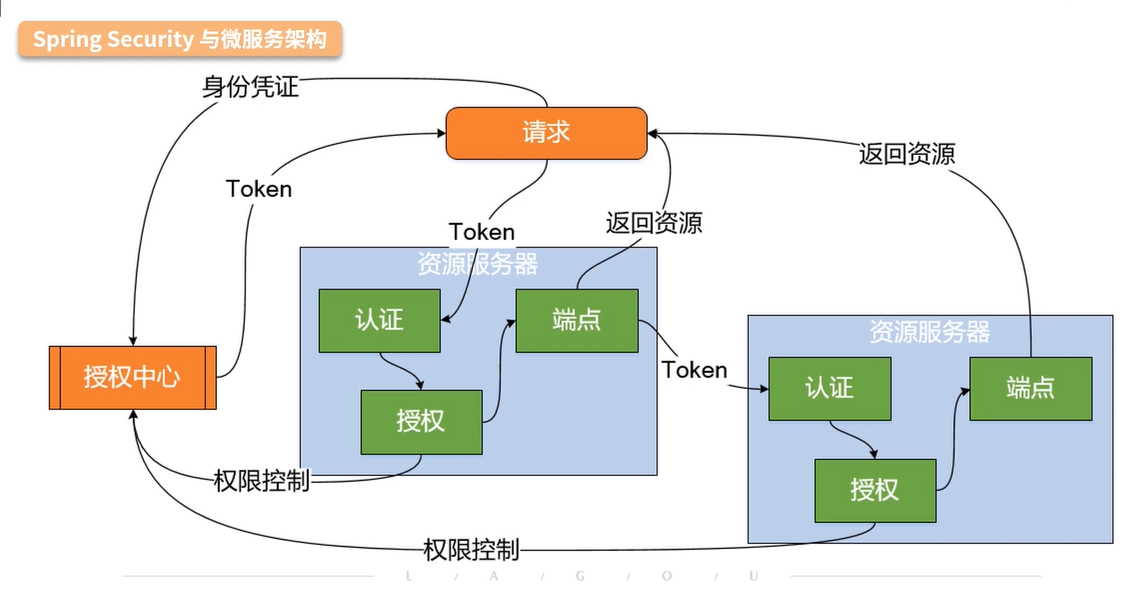 Spring Security 与微服务架构
身份凭证
请求
返回资源
Token
Token
返回资源
资源服务器
认证
端点
资源服务器
Token
授权中心
认证
端点
授权
权限控制
授权
权限控制
L / A / G / O / U